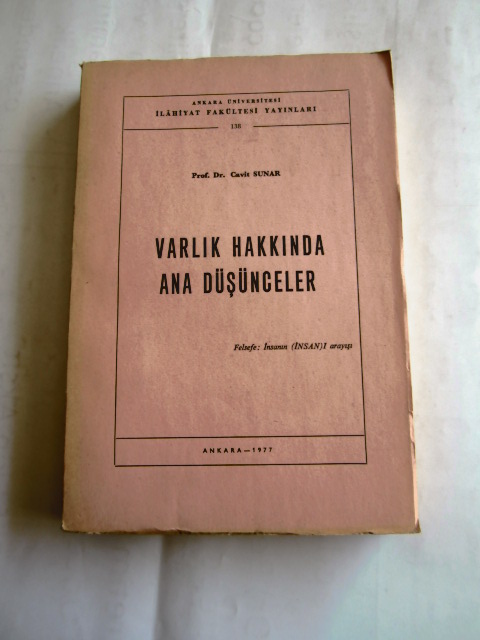 ANKARA ÜNİVERSİTESİ
İLÂHİYAT FAKÜLTESİ YAYINLARI
138
Prof. Dr. Cavit SUNAR
VARLIK HAKKINDA
ANA DÜŞÜNCELER
Felsefe: İnsanın (İNSAN)I arayışı
ANKARA—1977